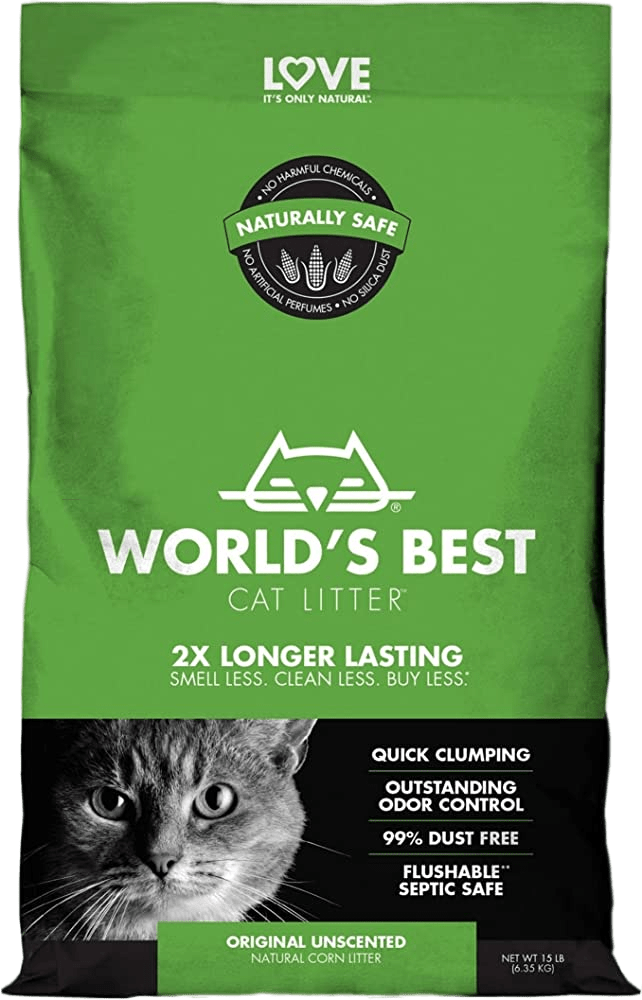 LOVE
IT'S ONLY NATURAL™.
• NO HARMFUL CHEMICALS •
NATURALLY SAFE
NO ARTIFICIAL PERFUMES • NO SILICA DUST
®
WORLD'S BEST
CAT LITTER™
2X LONGER LASTING
SMELL LESS. CLEAN LESS. BUY LESS.*
QUICK CLUMPING
OUTSTANDING
ODOR CONTROL
99% DUST FREE
FLUSHABLE**
SEPTIC SAFE
ORIGINAL UNSCENTED
NATURAL CORN LITTER
NET WT 15 LB
(6.35 KG)